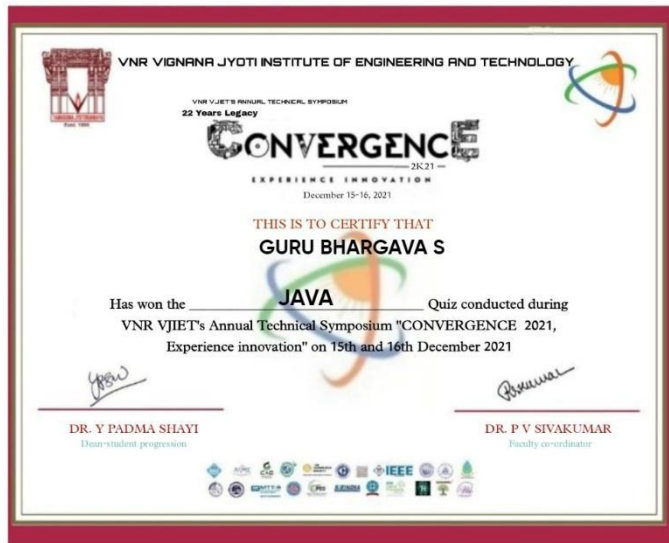 VNR VIGNANA JYOTI INSTITUTE OF ENGINEERING AND TECHNOLOGY
VNR VJIET'S ANNUAL TECHNICAL SYMPOSIUM
22 Years Legacy
CONVERGENCE
2K21
EXPERIENCE INNOVATION
December 15-16, 2021
THIS IS TO CERTIFY THAT
GURU BHARGAVA S
Has won the JAVA Quiz conducted during
VNR VJIET's Annual Technical Symposium "CONVERGENCE 2021,
Experience innovation" on 15th and 16th December 2021
DR. Y PADMA SHAYI
Dean-student progression
DR. P V SIVAKUMAR
Faculty co-ordinator
IEEE